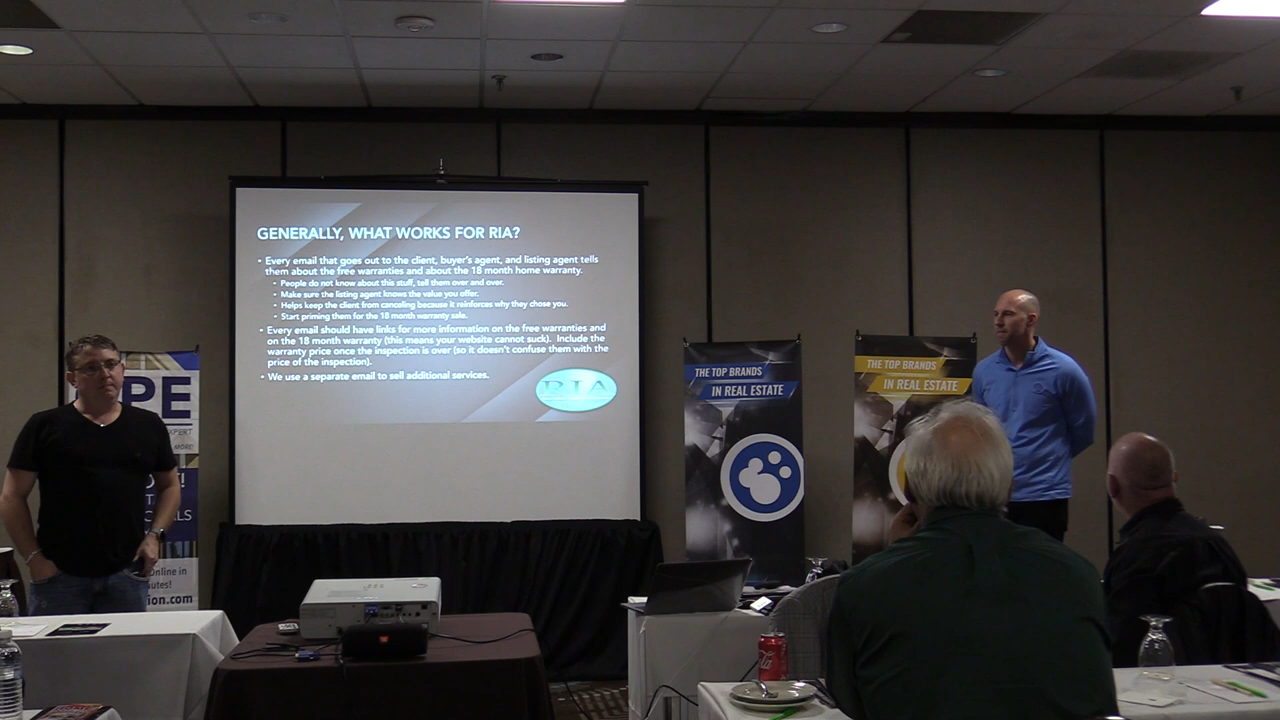 GENERALLY, WHAT WORKS FOR RIA?
• Every email that goes out to the client, buyer's agent, and listing agent tells
them about the free warranties and about the 18 month home warranty.
• People do not know about this stuff, tell them over and over.
• Make sure the listing agent knows the value you offer.
• Helps keep the client from canceling because it reinforces why they chose you.
• Start priming them for the 18 month warranty sale.
• Every email should have links for more information on the free warranties and
on the 18 month warranty (this means your website cannot suck). Include the
warranty price once the inspection is over (so it doesn't confuse them with the
price of the inspection).
• We use a separate email to sell additional services.
RIA
PE
XPERT
MORE!
Online in
utes!
ion.com
THE TOP BRANDS
IN REAL ESTATE
THE TOP BRANDS
IN REAL ESTATE